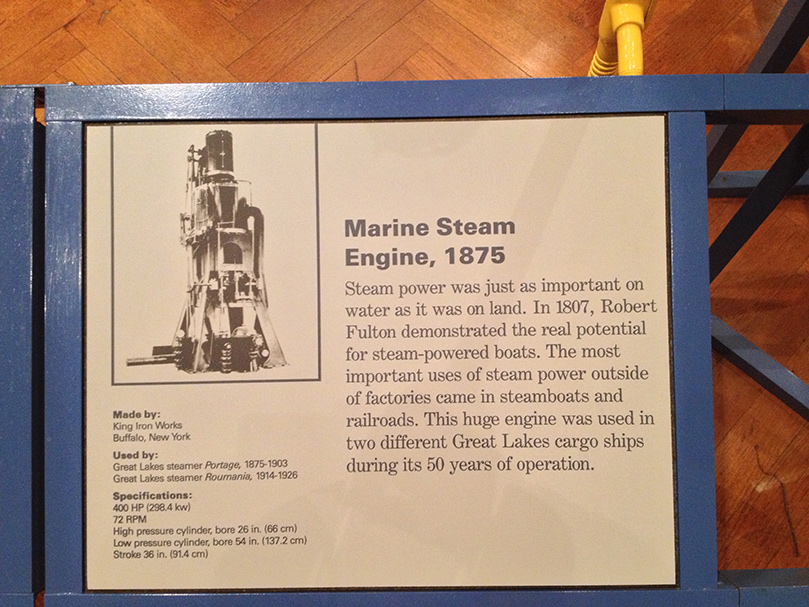 Marine Steam
Engine, 1875
Steam power was just as important on
water as it was on land. In 1807, Robert
Fulton demonstrated the real potential
for steam-powered boats. The most
important uses of steam power outside
of factories came in steamboats and
railroads. This huge engine was used in
two different Great Lakes cargo ships
during its 50 years of operation.
Made by:
King Iron Works
Buffalo, New York
Used by:
Great Lakes steamer Portage, 1875-1903
Great Lakes steamer Roumania, 1914-1926
Specifications:
400 HP (298.4 kw)
72 RPM
High pressure cylinder, bore 26 in. (66 cm)
Low pressure cylinder, bore 54 in. (137.2 cm)
Stroke 36 in. (91.4 cm)